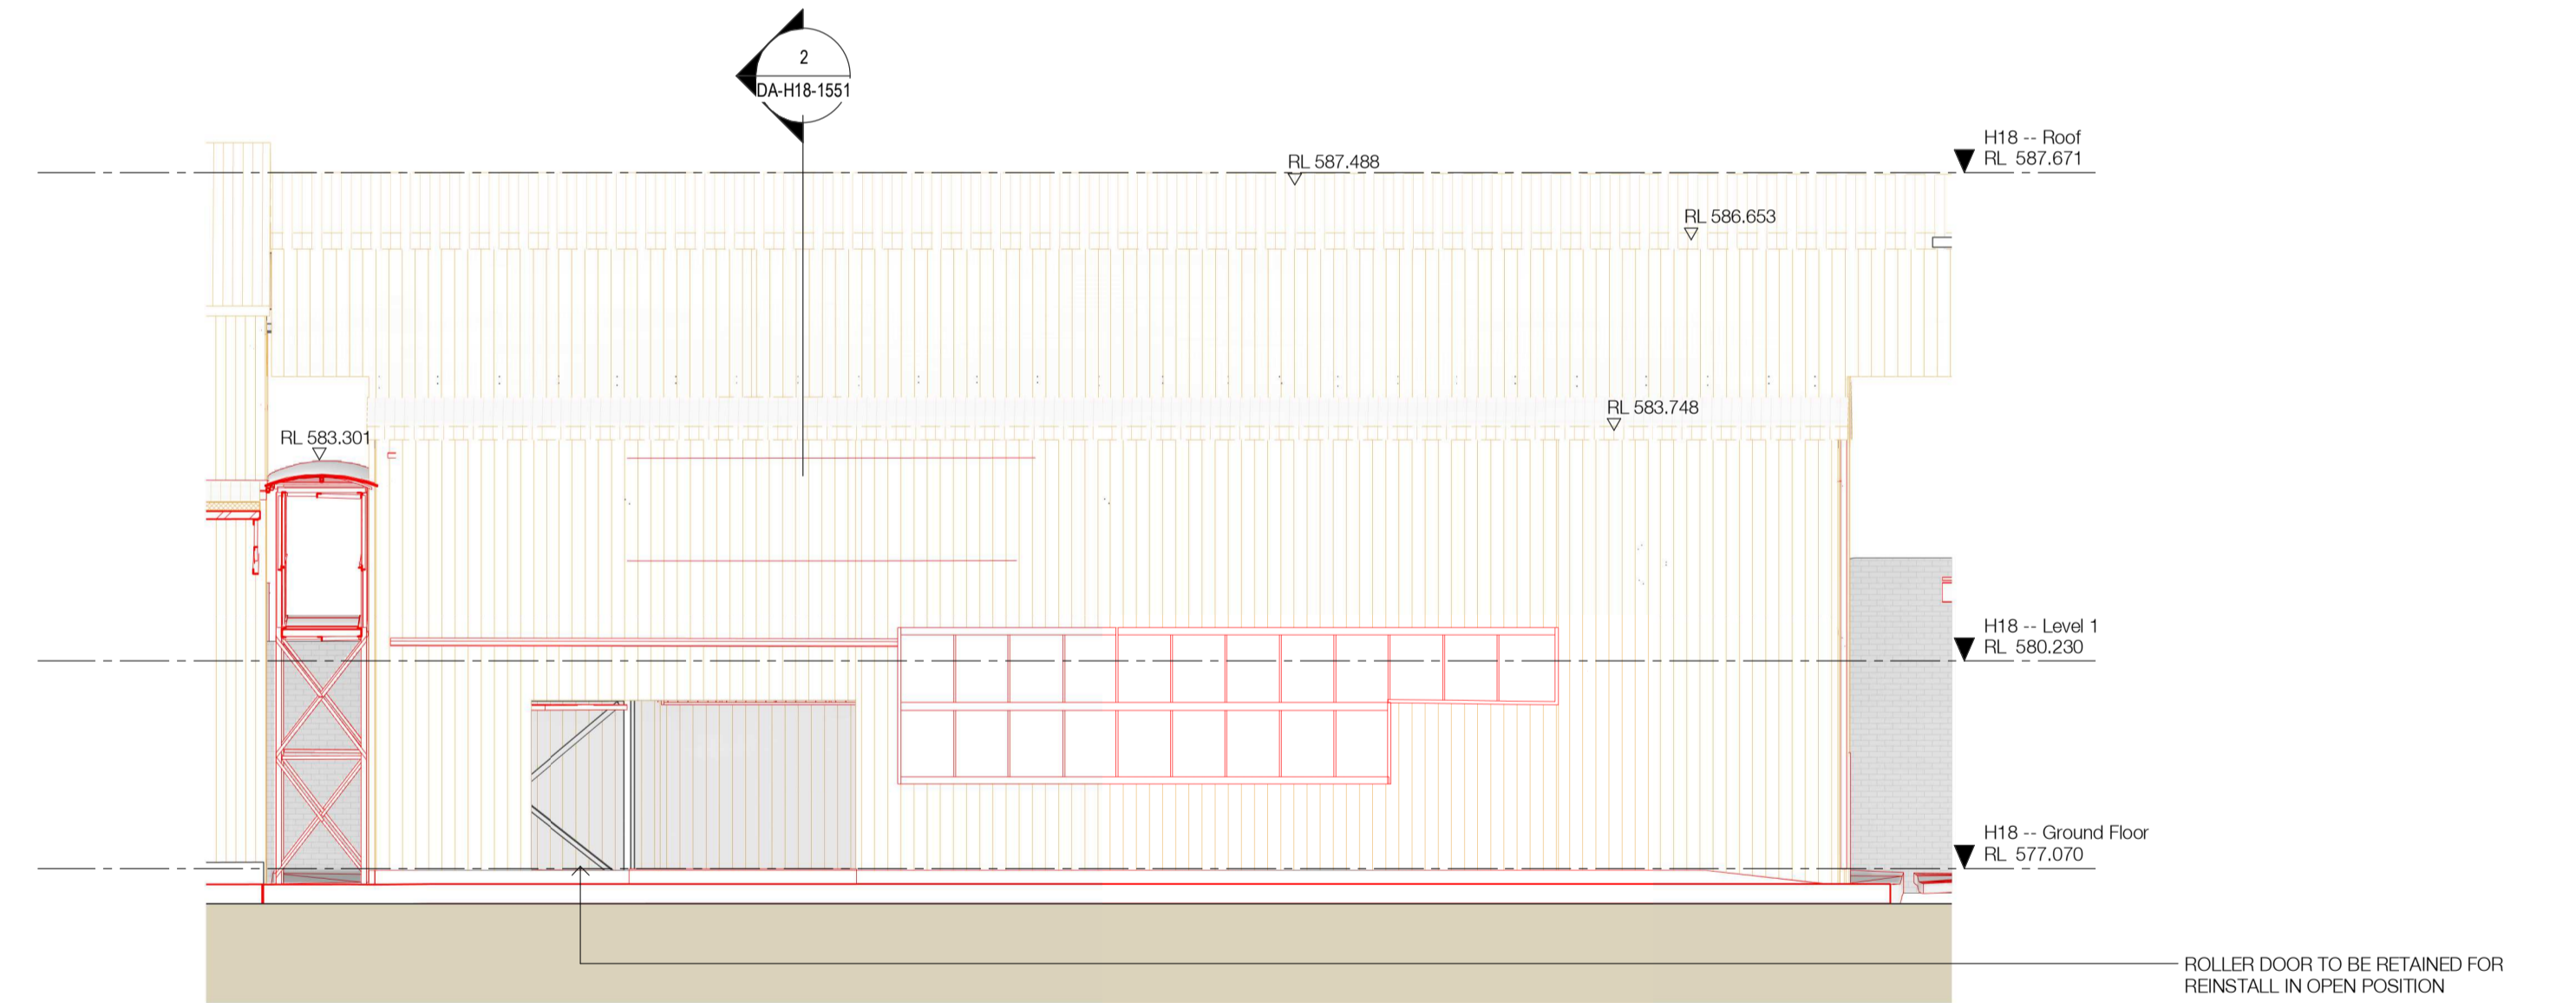 2
DA-H18-1551
H18 -- Roof
RL 587.671
RL 587.488
RL 586.653
RL 583.748
RL 583.301
H18 -- Level 1
RL 580.230
H18 -- Ground Floor
RL 577.070
ROLLER DOOR TO BE RETAINED FOR
REINSTALL IN OPEN POSITION